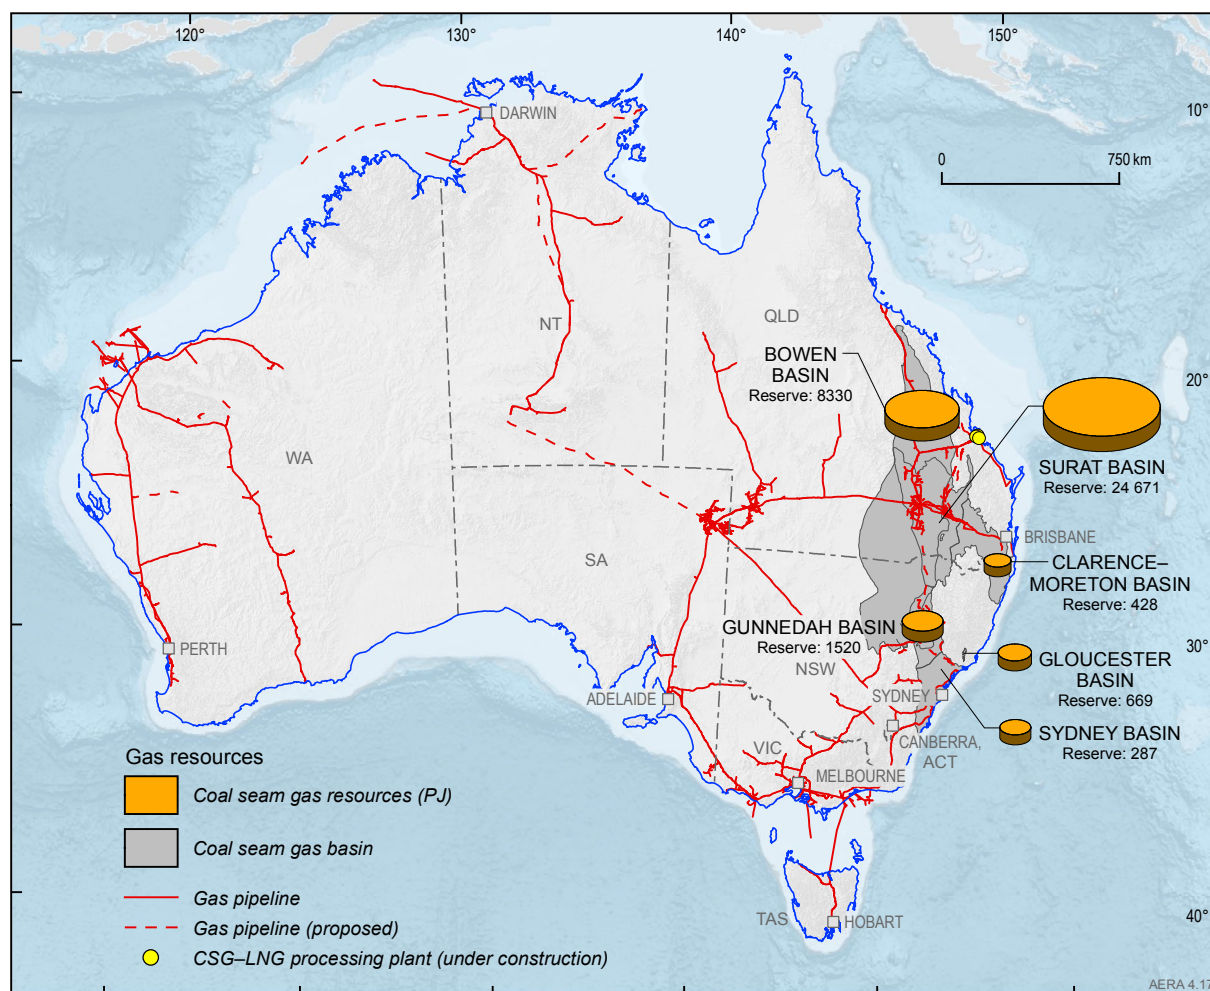 120°
130°
140°
150°
10°
20°
30°
40°
0
750 km
DARWIN
NT
QLD
WA
SA
BOWEN
BASIN
Reserve: 8330
SURAT BASIN
Reserve: 24 671
BRISBANE
CLARENCE–
MORETON BASIN
Reserve: 428
GUNNEDAH BASIN
Reserve: 1520
NSW
GLOUCESTER
BASIN
Reserve: 669
SYDNEY
SYDNEY BASIN
Reserve: 287
PERTH
ADELAIDE
CANBERRA,
ACT
VIC
MELBOURNE
TAS
HOBART
Gas resources
Coal seam gas resources (PJ)
Coal seam gas basin
Gas pipeline
Gas pipeline (proposed)
CSG–LNG processing plant (under construction)
AERA 4.17